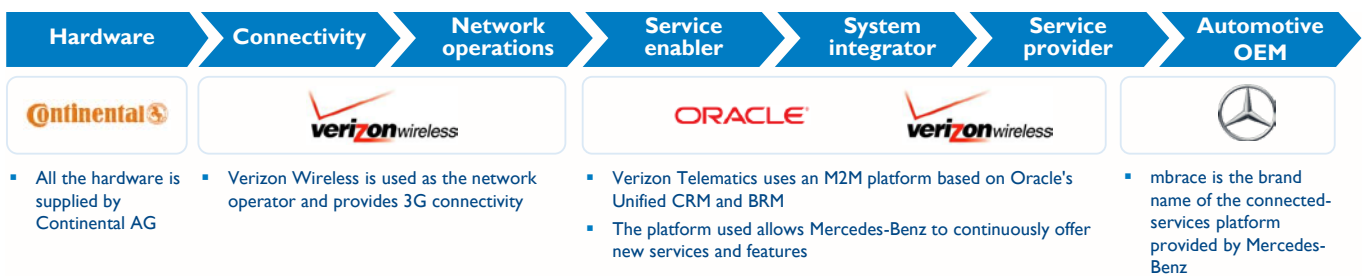 Hardware
Connectivity
Network
operations
Service
enabler
System
integrator
Service
provider
Automotive
OEM
Continental
verizonwireless
ORACLE®
verizonwireless
▪ All the hardware is
supplied by
Continental AG
▪ Verizon Wireless is used as the network
operator and provides 3G connectivity
▪ Verizon Telematics uses an M2M platform based on Oracle's
Unified CRM and BRM
▪ The platform used allows Mercedes-Benz to continuously offer
new services and features
▪ mbrace is the brand
name of the connected-
services platform
provided by Mercedes-
Benz